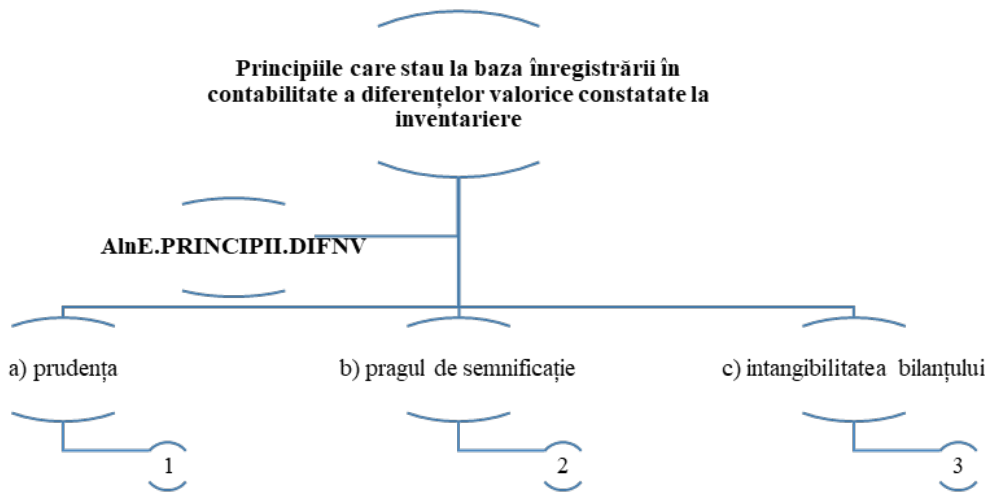 Principiile care stau la baza înregistrării în
contabilitate a diferențelor valorice constatate la
inventariere
AlnE.PRINCIPII.DIFNV
a) prudența
b) pragul de semnificație
c) intangibilitatea bilanțului
1
2
3